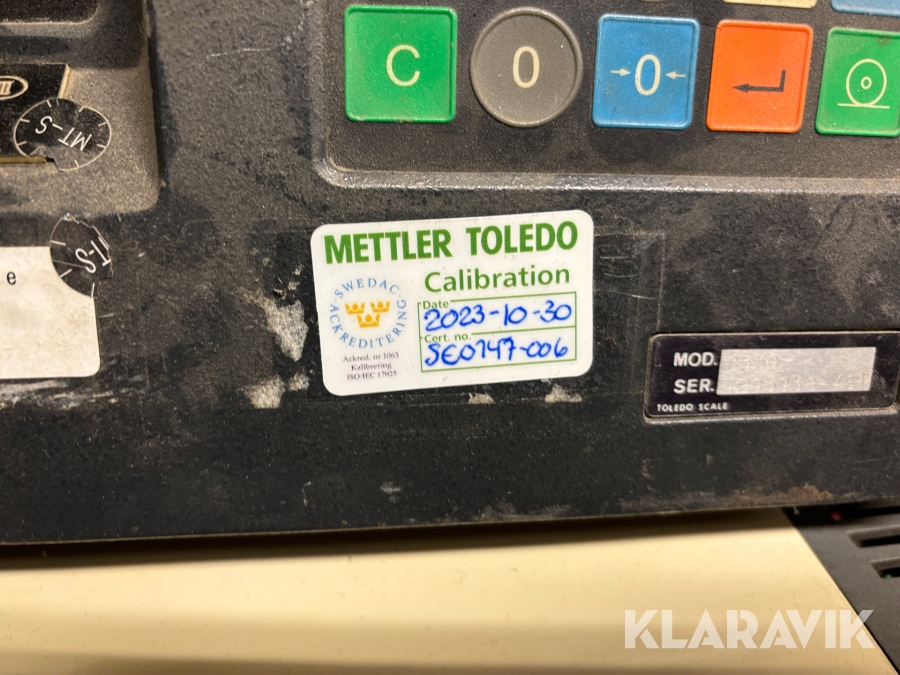 C
0
→0←
MT-S
T-S
e
METTLER TOLEDO
Calibration
SWEDAC
ACKREDITERING
Date
2023-10-30
Cert. no.
SE0747-006
Ackred. nr 1063
Kalibrering
ISO/IEC 17025
MOD.
SER.
TOLEDO SCALE
KLARAVIK